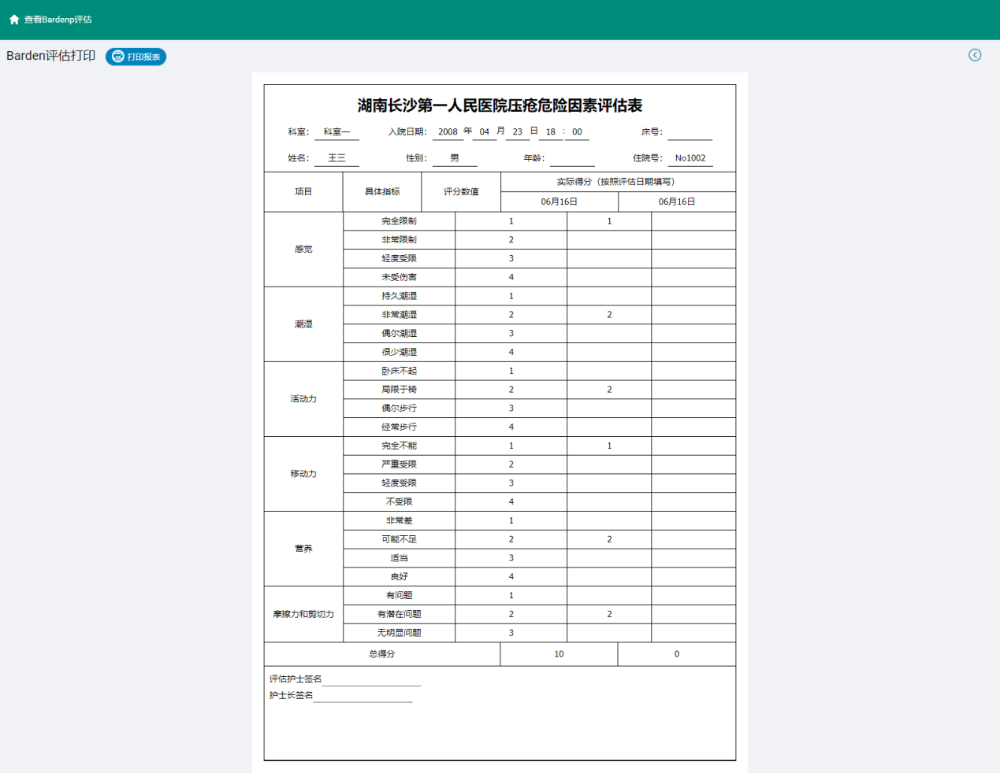 查看Bardenp评估
Barden评估打印 打印报表
湖南长沙第一人民医院压疮危险因素评估表
科室: 科室一 入院日期: 2008 年 04 月 23 日 18 : 00 床号:
姓名: 王三 性别: 男 年龄: 住院号: No1002
项目 具体指标 评分数值 实际得分（按照评估日期填写）
06月16日 06月16日
感觉
完全限制 1 1
非常限制 2
轻度受限 3
未受伤害 4
潮湿
持久潮湿 1
非常潮湿 2 2
偶尔潮湿 3
很少潮湿 4
活动力
卧床不起 1
局限于椅 2 2
偶尔步行 3
经常步行 4
移动力
完全不能 1 1
严重受限 2
轻度受限 3
不受限 4
营养
非常差 1
可能不足 2 2
适当 3
良好 4
摩擦力和剪切力
有问题 1
有潜在问题 2 2
无明显问题 3
总得分 10 0
评估护士签名
护士长签名